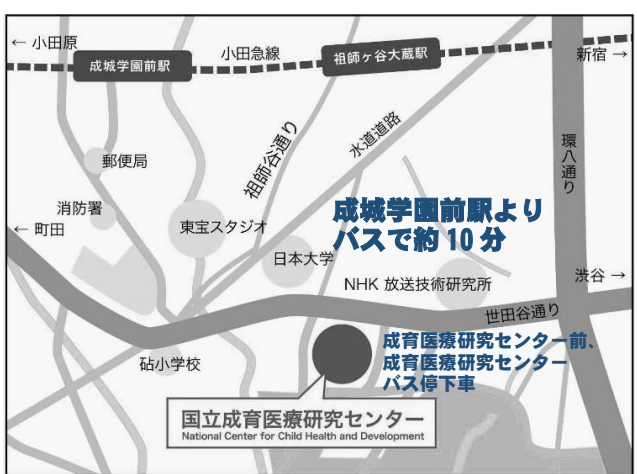 ← 小田原
小田急線
成城学園前駅
祖師ヶ谷大蔵駅
新宿 →
環八通り
水道道路
祖師谷通り
郵便局
消防署
← 町田
東宝スタジオ
日本大学
成城学園前駅より
バスで約10分
NHK 放送技術研究所
渋谷 →
世田谷通り
砧小学校
成育医療研究センター前、
成育医療研究センター
バス停下車
国立成育医療研究センター
National Center for Child Health and Development